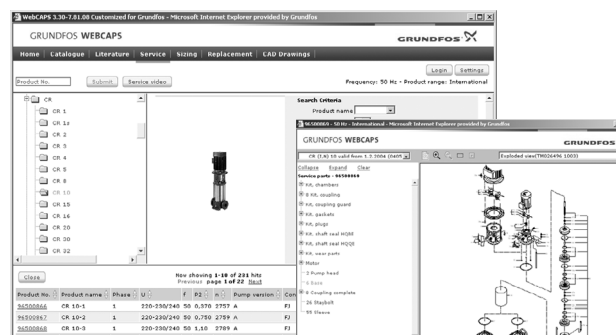 WebCAPS 3.30-7.81.08 Customized for Grundfos - Microsoft Internet Explorer provided by Grundfos
GRUNDFOS WEBCAPS
GRUNDFOS
Home Catalogue Literature Service Sizing Replacement CAD Drawings
Login Settings
Product No. Submit Service video
Frequency: 50 Hz - Product range: International
CR
CR 1
CR 1s
CR 2
CR 3
CR 4
CR 5
CR 8
CR 10
CR 15
CR 16
CR 20
CR 30
CR 32
Search Criteria
Product name
Close
Now showing 1-10 of 231 hits
Previous page 1 of 22 Next
Product No. Product name Phase U f P2 n Pump version Con
96500866 CR 10-1 1 220-230/240 50 0,370 2757 A FJ
96500867 CR 10-2 1 220-230/240 50 0,750 2759 A FJ
96500868 CR 10-3 1 220-230/240 50 1,10 2789 A FJ
96500869 - 50 Hz - International - Microsoft Internet Explorer provided by Grundfos
GRUNDFOS WEBCAPS
GRUNDFOS
CR (I,N) 10 valid from 1.2.2004 (0405
Exploded view(TM026496 1003)
Collapse Expand Clear
Service parts - 96500869
Kit, chambers
Kit, coupling
Kit, coupling guard
Kit, gaskets
Kit, plugs
Kit, shaft seal HQQE
Kit, wear parts
Motor
2 Pump head
6 Base
Coupling complete
26 Staybolt
55 Sleeve